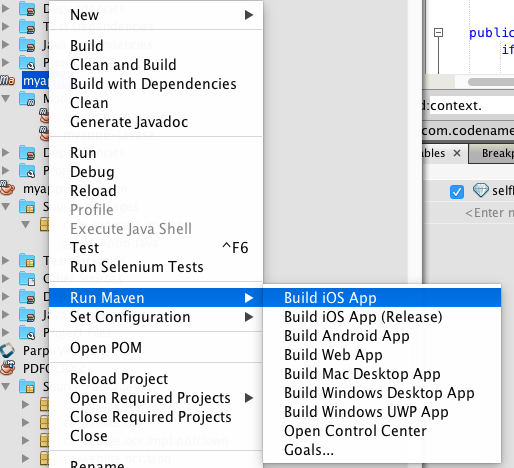 New
Build
Clean and Build
Build with Dependencies
Clean
Generate Javadoc
Run
Debug
Reload
Profile
Execute Java Shell
Test ^F6
Run Selenium Tests
Run Maven
Set Configuration
Open POM
Reload Project
Open Required Projects
Close Required Projects
Close
Rename
Build iOS App
Build iOS App (Release)
Build Android App
Build Web App
Build Mac Desktop App
Build Windows Desktop App
Build Windows UWP App
Open Control Center
Goals...
myapp
myapp
Parp
PDF
public
if
d:context.
com.codename
ables × Breakp
self
<Enter n